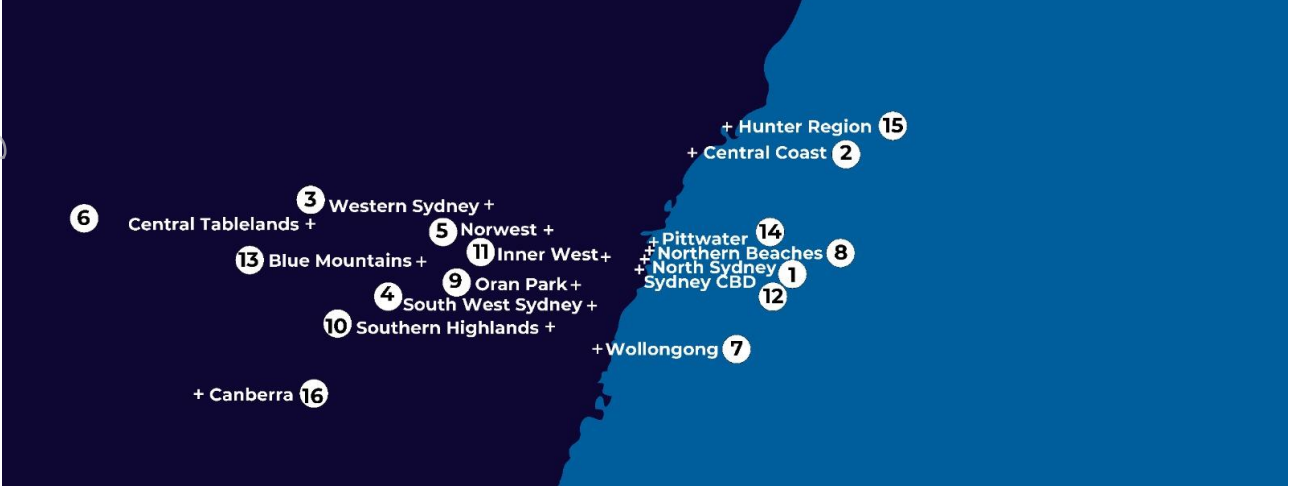 + Hunter Region 15
+ Central Coast 2
3 Western Sydney +
6 Central Tablelands +
5 Norwest +
+ Pittwater 14
13 Blue Mountains +
11 Inner West +
+ Northern Beaches 8
+ North Sydney 1
9 Oran Park +
+ Sydney CBD 12
4 South West Sydney +
10 Southern Highlands +
+ Wollongong 7
+ Canberra 16